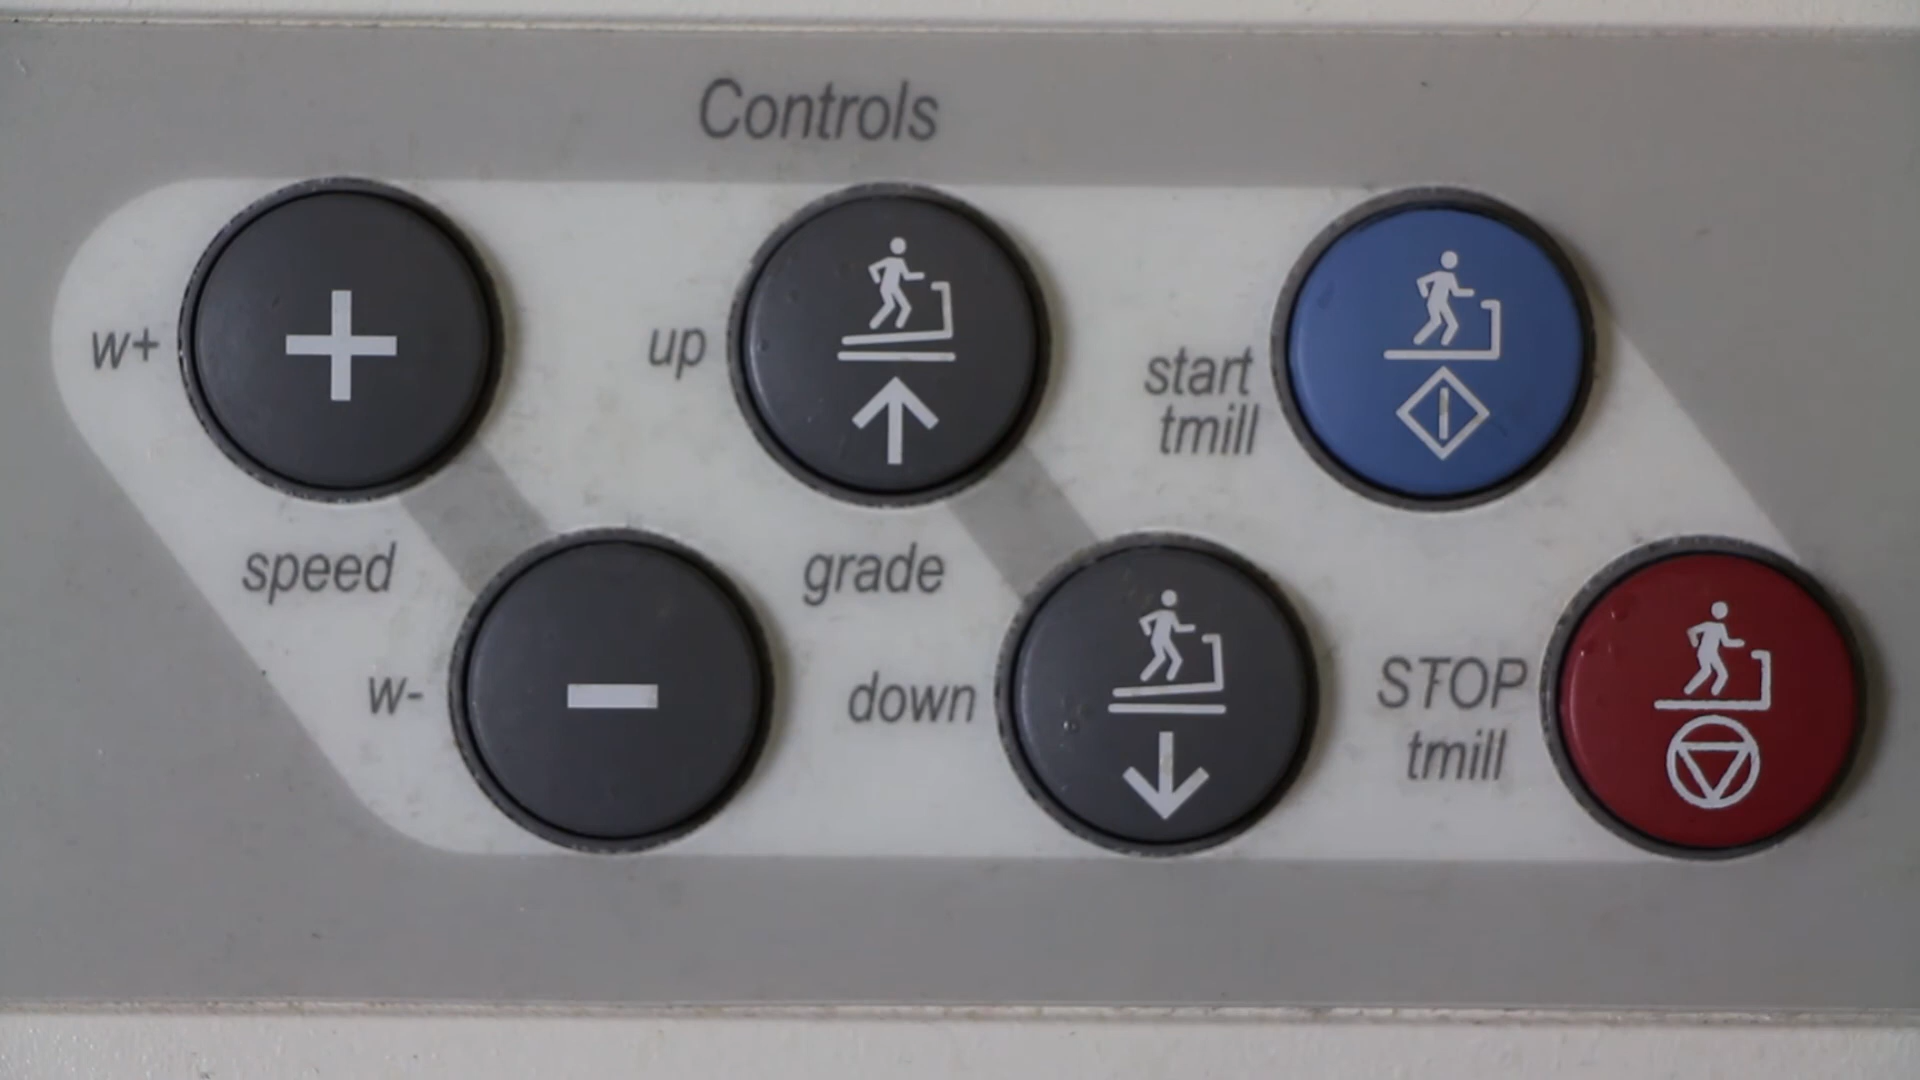 Controls
w+
up
start
tmill
speed
grade
w-
down
STOP
tmill